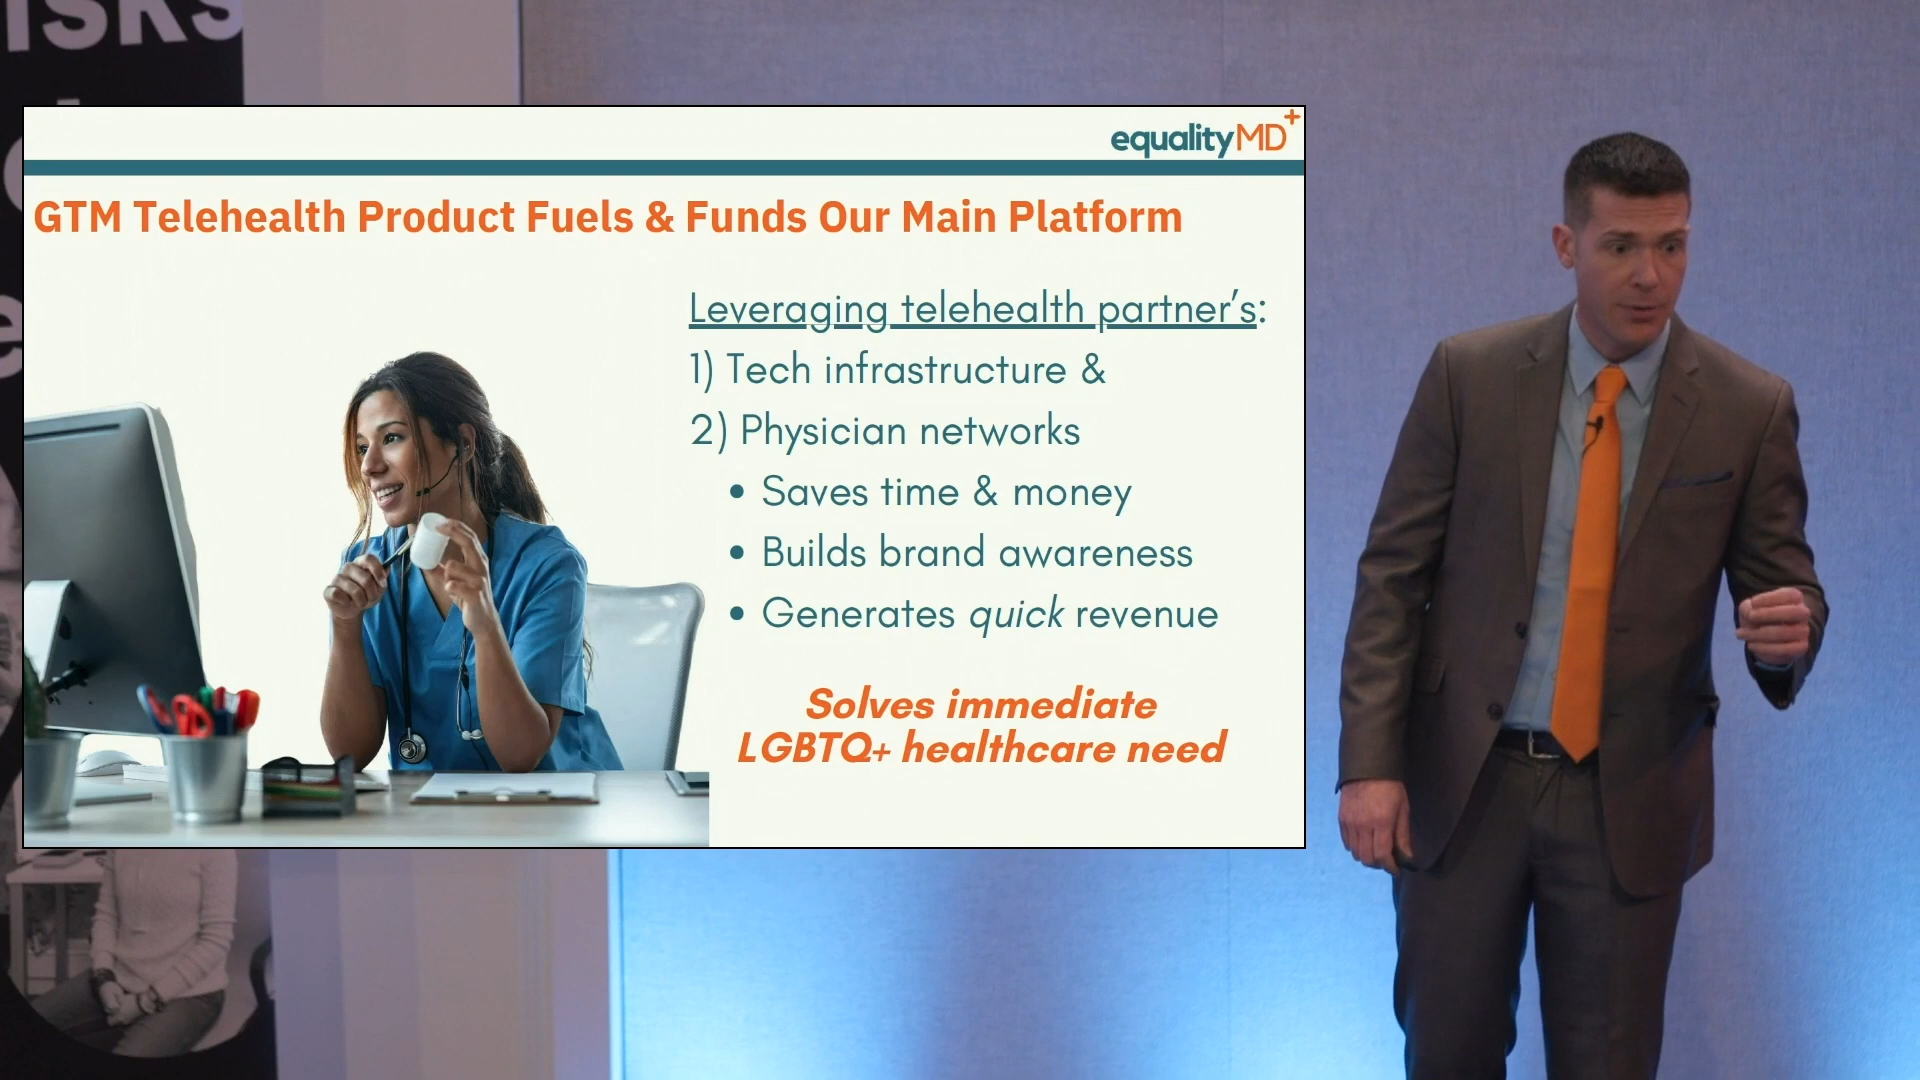 equalityMD+
GTM Telehealth Product Fuels & Funds Our Main Platform
Leveraging telehealth partner's:
1) Tech infrastructure &
2) Physician networks
• Saves time & money
• Builds brand awareness
• Generates quick revenue
Solves immediate
LGBTQ+ healthcare need